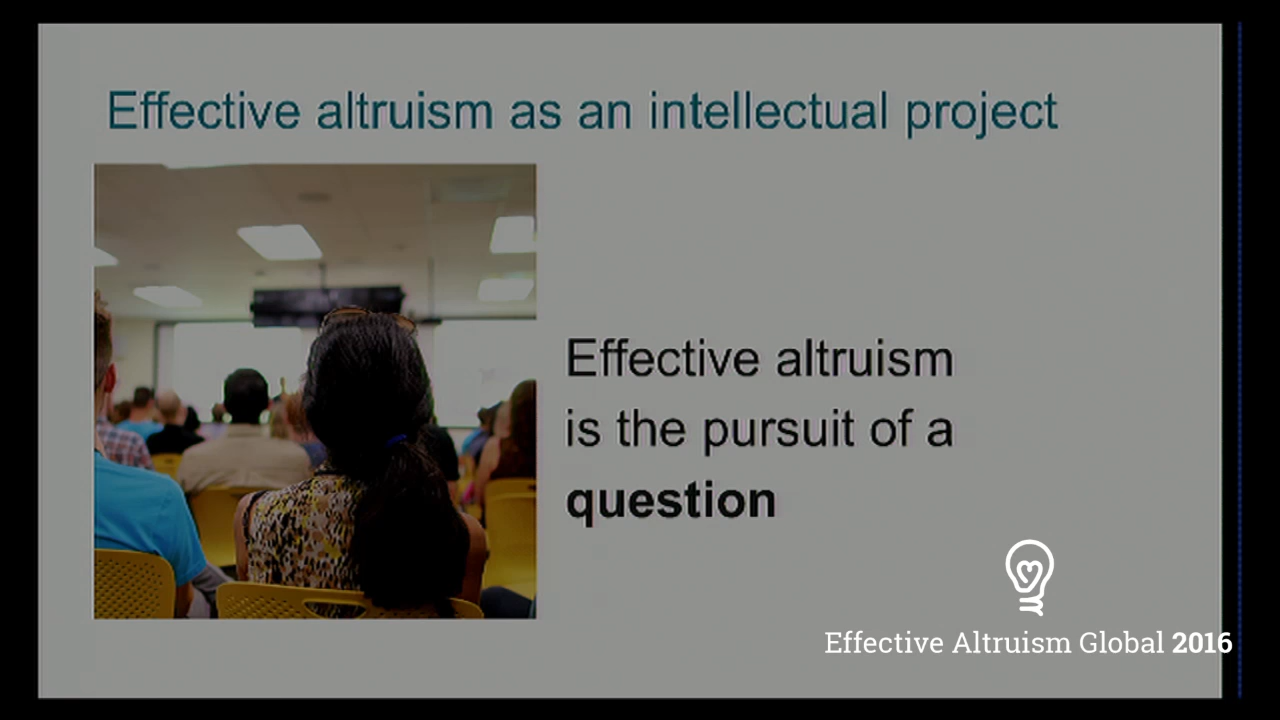 Effective altruism as an intellectual project
Effective altruism
is the pursuit of a
question
Effective Altruism Global 2016